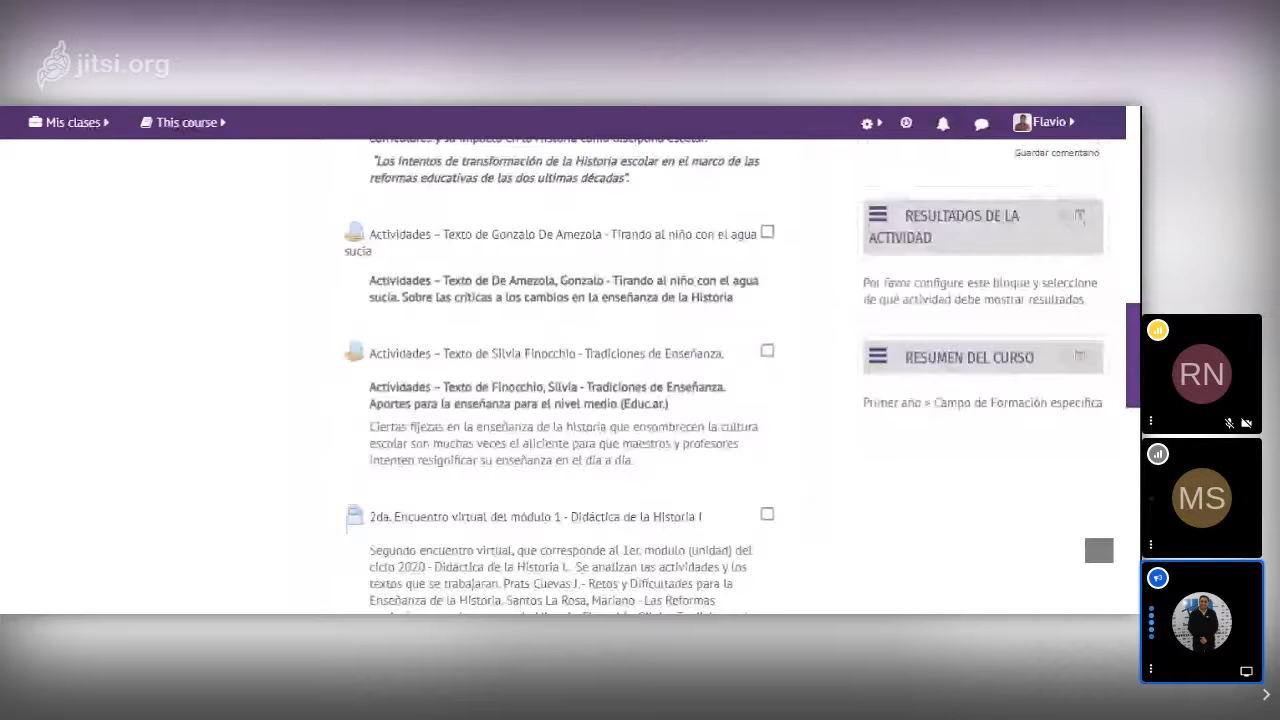 jitsi.org
Mis clases
This course
Flavio
"Los intentos de transformación de la Historia escolar en el marco de las
reformas educativas de las dos ultimas décadas".
Actividades – Texto de Gonzalo De Amezola - Tirando al niño con el agua
sucia
Actividades – Texto de De Amezola, Gonzalo - Tirando al niño con el agua
sucia. Sobre las críticas a los cambios en la enseñanza de la Historia
Actividades – Texto de Silvia Finocchio - Tradiciones de Enseñanza.
Actividades – Texto de Finocchio, Silvia - Tradiciones de Enseñanza.
Aportes para la enseñanza para el nivel medio (Educ.ar.)
Ciertas fijezas en la enseñanza de la historia que ensombrecen la cultura
escolar son muchas veces el aliciente para que maestros y profesores
intenten resignificar su enseñanza en el día a día.
2da. Encuentro virtual del módulo 1 - Didáctica de la Historia I
Segundo encuentro virtual, que corresponde al 1er. modulo (unidad) del
ciclo 2020 - Didáctica de la Historia I. Se analizan las actividades y los
textos que se trabajaran. Prats Cuevas J.- Retos y Dificultades para la
Enseñanza de la Historia. Santos La Rosa, Mariano - Las Reformas
Guardar comentario
RESULTADOS DE LA
ACTIVIDAD
Por favor configure este bloque y seleccione
de qué actividad debe mostrar resultados.
RESUMEN DEL CURSO
Primer año » Campo de Formación específica
RN
MS